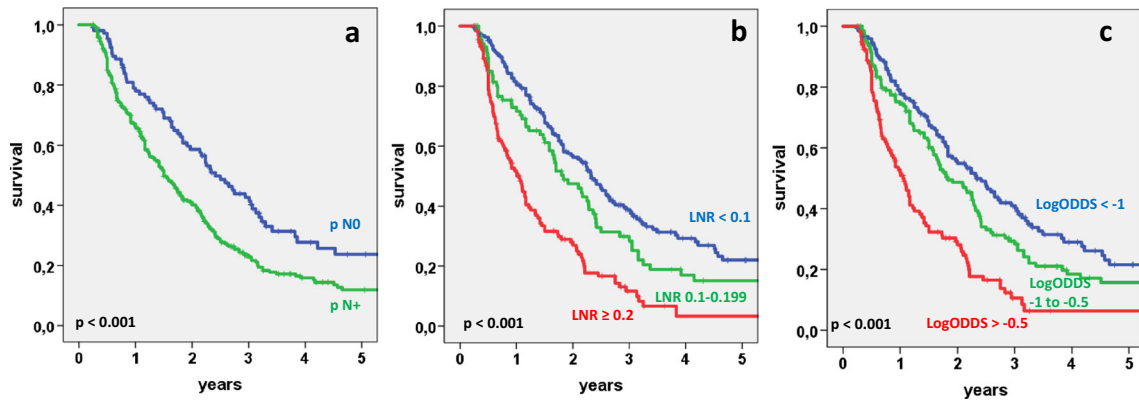 a
survival
1,0
0,8
0,6
0,4
0,2
0,0
p N0
p N+
p < 0.001
0 1 2 3 4 5
years
b
survival
1,0
0,8
0,6
0,4
0,2
0,0
LNR < 0.1
LNR 0.1-0.199
LNR ≥ 0.2
p < 0.001
0 1 2 3 4 5
years
c
survival
1,0
0,8
0,6
0,4
0,2
0,0
LogODDS < -1
LogODDS
-1 to -0.5
LogODDS > -0.5
p < 0.001
0 1 2 3 4 5
years